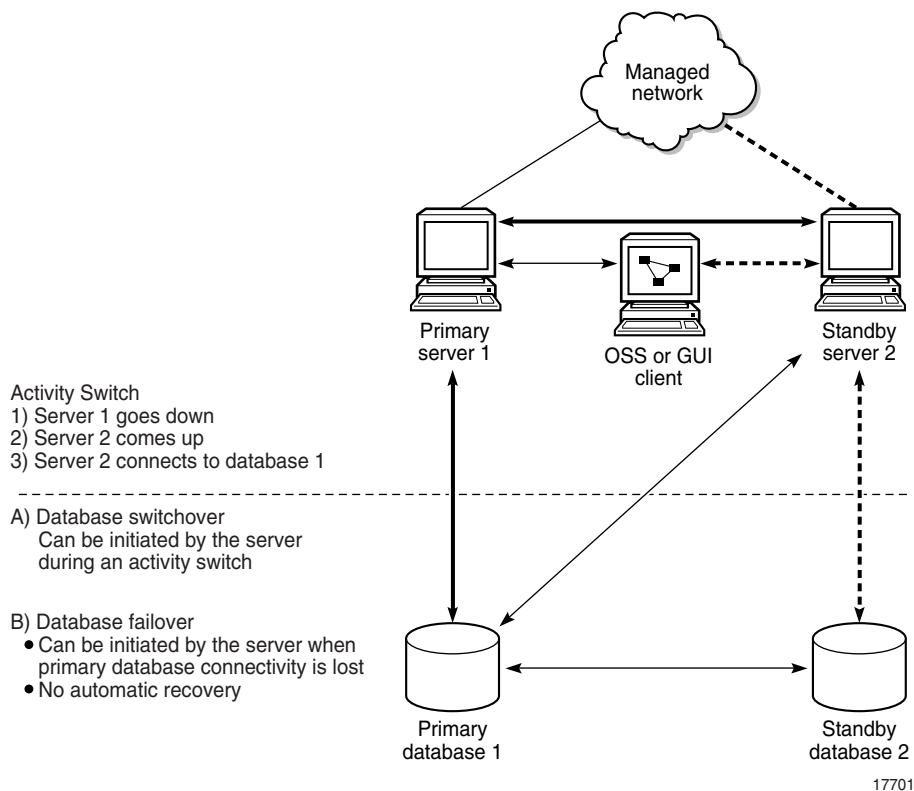 Managed
network
Primary
server 1
OSS or GUI
client
Standby
server 2
Activity Switch
1) Server 1 goes down
2) Server 2 comes up
3) Server 2 connects to database 1
A) Database switchover
Can be initiated by the server
during an activity switch
B) Database failover
• Can be initiated by the server when
primary database connectivity is lost
• No automatic recovery
Primary
database 1
Standby
database 2
17701